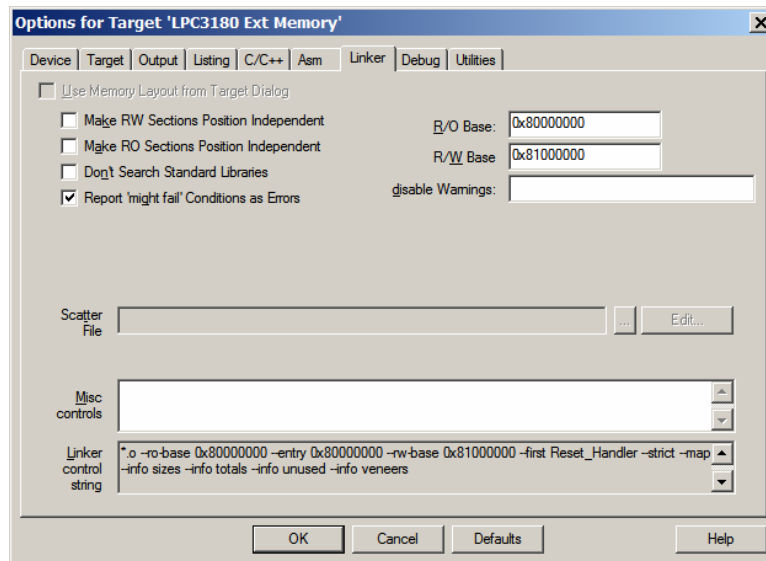 Options for Target 'LPC3180 Ext Memory'
Device Target Output Listing C/C++ Asm Linker Debug Utilities
Use Memory Layout from Target Dialog
Make RW Sections Position Independent
R/O Base: 0x80000000
Make RO Sections Position Independent
R/W Base 0x81000000
Don't Search Standard Libraries
disable Warnings:
Report 'might fail' Conditions as Errors
Scatter
File
...
Edit...
Misc
controls
Linker
control
string
*.o --ro-base 0x80000000 --entry 0x80000000 --rw-base 0x81000000 --first Reset_Handler --strict --map
--info sizes --info totals --info unused --info veneers
OK Cancel Defaults Help